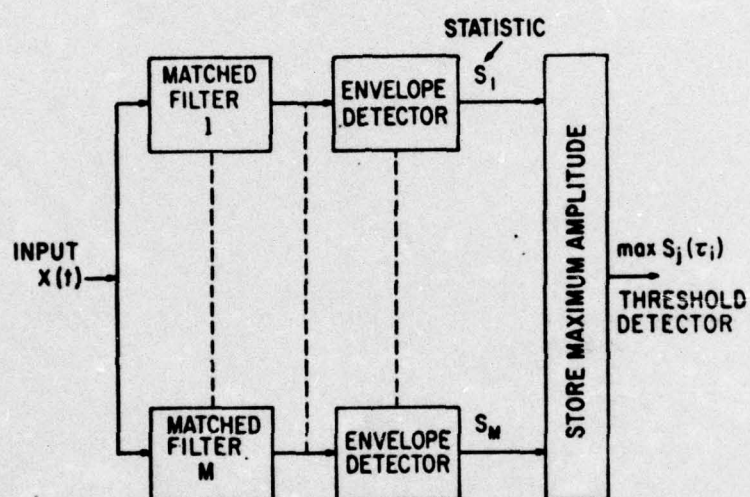 STATISTIC
MATCHED
FILTER
1
ENVELOPE
DETECTOR
S₁
INPUT
X(t)
STORE MAXIMUM AMPLITUDE
max Sⱼ(τᵢ)
THRESHOLD
DETECTOR
MATCHED
FILTER
M
ENVELOPE
DETECTOR
S_M